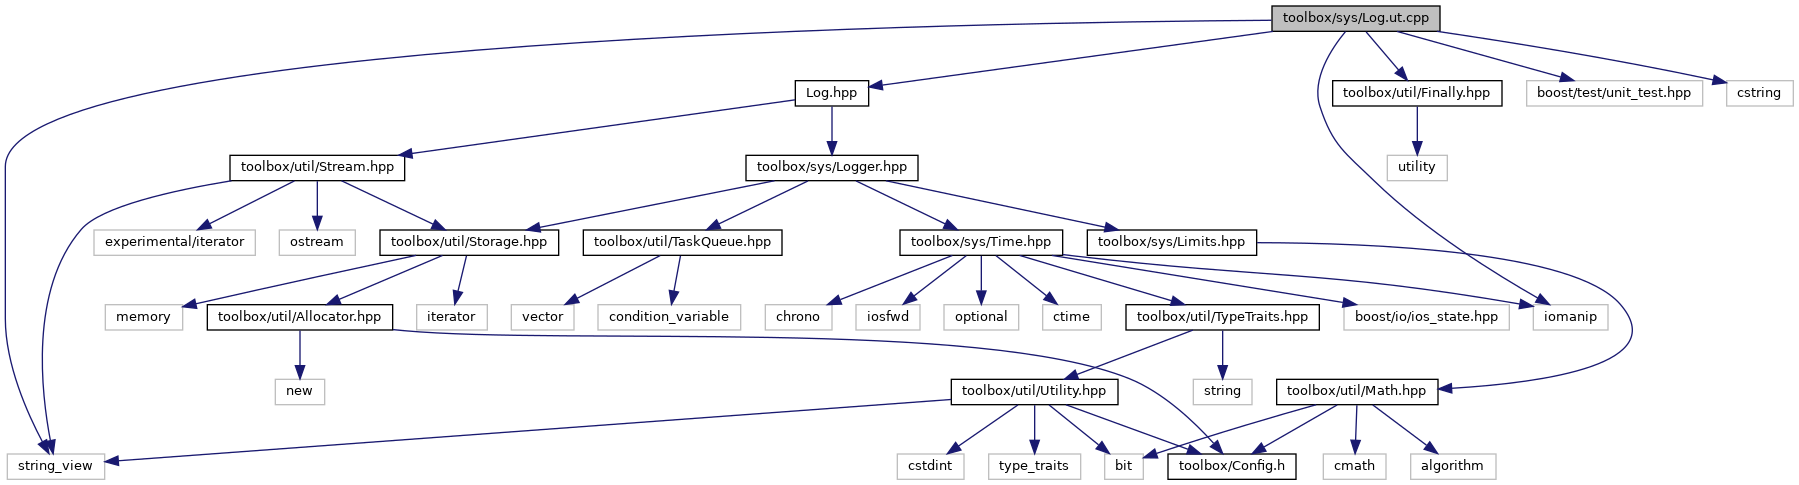 toolbox/sys/Log.ut.cpp
Log.hpp
toolbox/util/Finally.hpp
boost/test/unit_test.hpp
cstring
toolbox/util/Stream.hpp
toolbox/sys/Logger.hpp
utility
experimental/iterator
ostream
toolbox/util/Storage.hpp
toolbox/util/TaskQueue.hpp
toolbox/sys/Time.hpp
toolbox/sys/Limits.hpp
memory
toolbox/util/Allocator.hpp
iterator
vector
condition_variable
chrono
iosfwd
optional
ctime
toolbox/util/TypeTraits.hpp
boost/io/ios_state.hpp
iomanip
new
toolbox/util/Utility.hpp
string
toolbox/util/Math.hpp
string_view
cstdint
type_traits
bit
toolbox/Config.h
cmath
algorithm